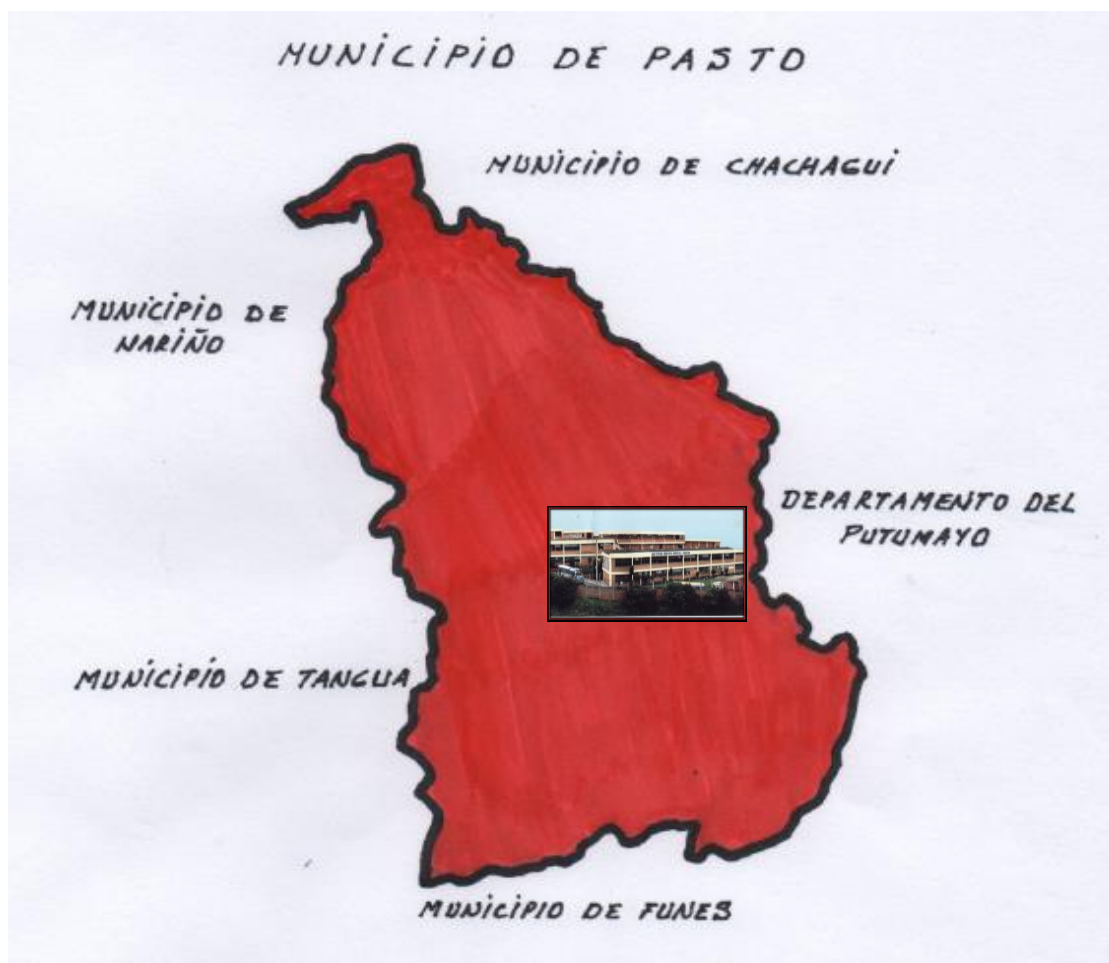 MUNICIPIO DE PASTO
MUNICIPIO DE CHACHAGUI
MUNICIPIO DE
NARIÑO
DEPARTAMENTO DEL
PUTUMAYO
MUNICIPIO DE TANGUA
MUNICIPIO DE FUNES